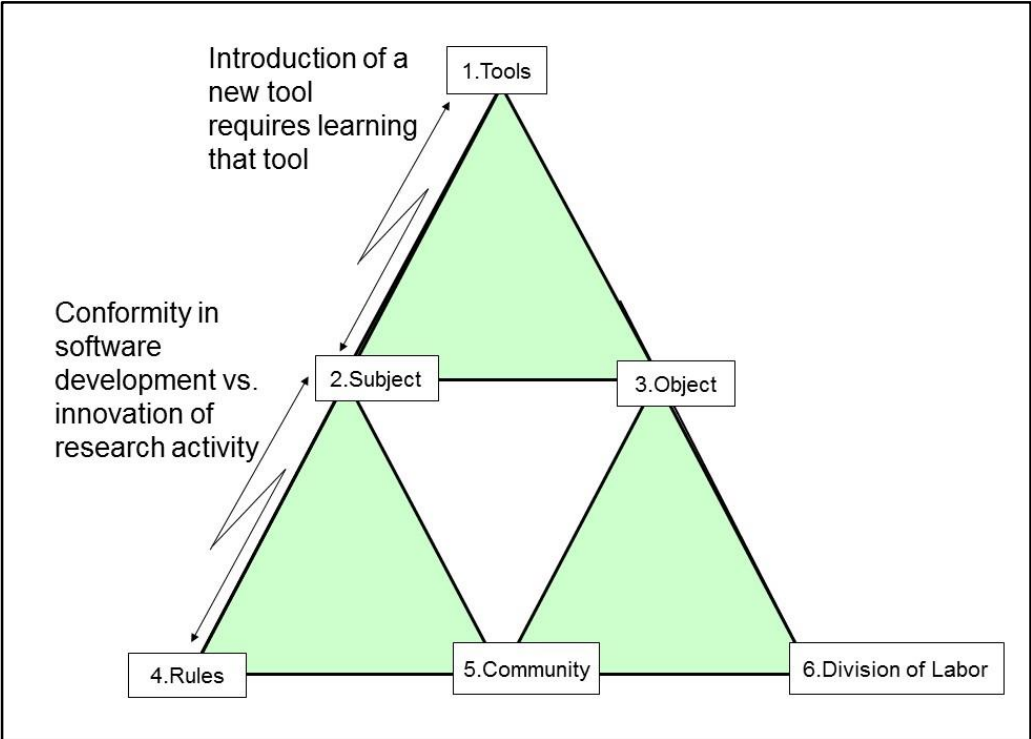 Introduction of a
new tool
requires learning
that tool
1.Tools
Conformity in
software
development vs.
innovation of
research activity
2.Subject
3.Object
4.Rules
5.Community
6.Division of Labor